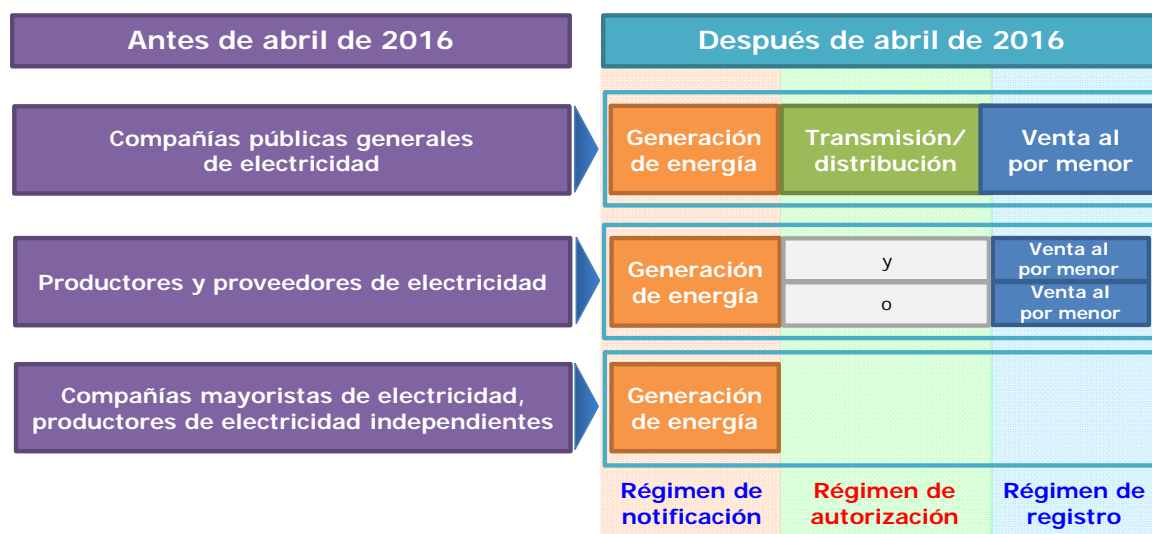 Antes de abril de 2016
Después de abril de 2016
Compañías públicas generales
de electricidad
Generación
de energía
Transmisión/
distribución
Venta al
por menor
Productores y proveedores de electricidad
Generación
de energía
y
Venta al
por menor
o
Venta al
por menor
Compañías mayoristas de electricidad,
productores de electricidad independientes
Generación
de energía
Régimen de
notificación
Régimen de
autorización
Régimen de
registro